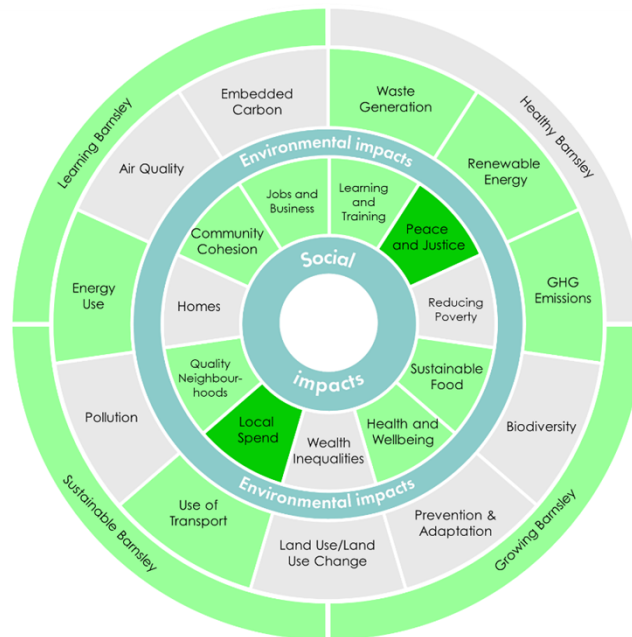 Learning Barnsley
Healthy Barnsley
Growing Barnsley
Sustainable Barnsley
Embedded
Carbon
Waste
Generation
Renewable
Energy
GHG
Emissions
Biodiversity
Prevention &
Adaptation
Land Use/Land
Use Change
Use of
Transport
Pollution
Energy
Use
Air Quality
Environmental impacts
Environmental impacts
Jobs and
Business
Learning
and
Training
Peace
and Justice
Reducing
Poverty
Sustainable
Food
Health and
Wellbeing
Wealth
Inequalities
Local
Spend
Quality
Neighbour-
hoods
Homes
Community
Cohesion
Social
impacts